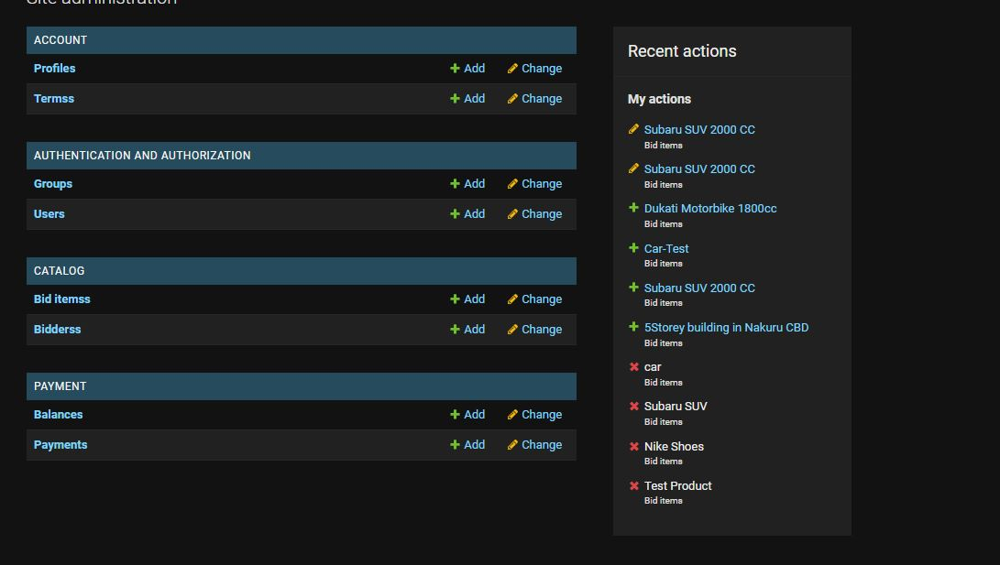 Site administration
ACCOUNT
Profiles Add Change
Termss Add Change
AUTHENTICATION AND AUTHORIZATION
Groups Add Change
Users Add Change
CATALOG
Bid itemss Add Change
Bidderss Add Change
PAYMENT
Balances Add Change
Payments Add Change
Recent actions
My actions
Subaru SUV 2000 CC
Bid items
Subaru SUV 2000 CC
Bid items
Dukati Motorbike 1800cc
Bid items
Car-Test
Bid items
Subaru SUV 2000 CC
Bid items
5Storey building in Nakuru CBD
Bid items
car
Bid items
Subaru SUV
Bid items
Nike Shoes
Bid items
Test Product
Bid items